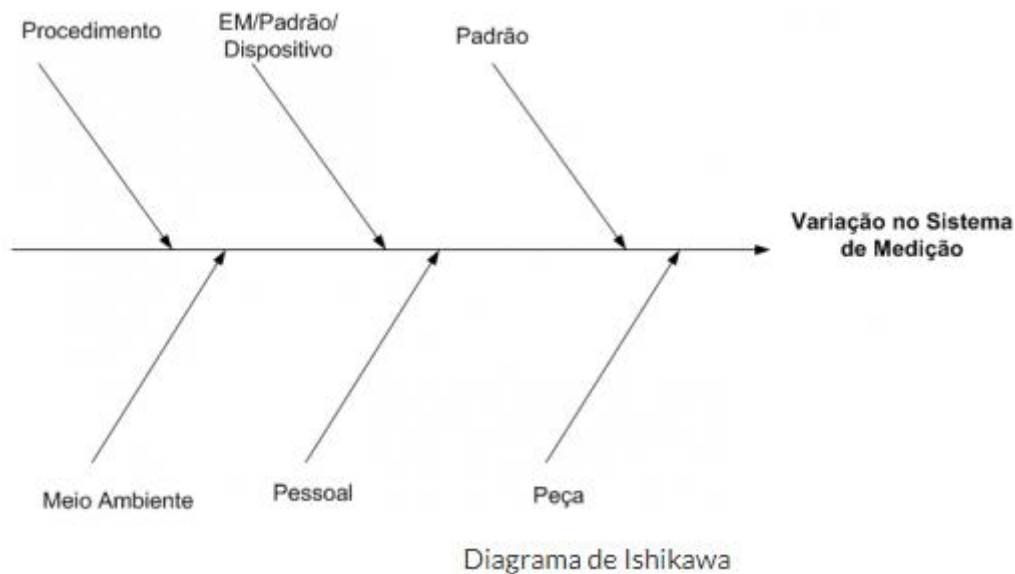 Procedimento
EM/Padrão/
Dispositivo
Padrão
Variação no Sistema
de Medição
Meio Ambiente
Pessoal
Peça
Diagrama de Ishikawa